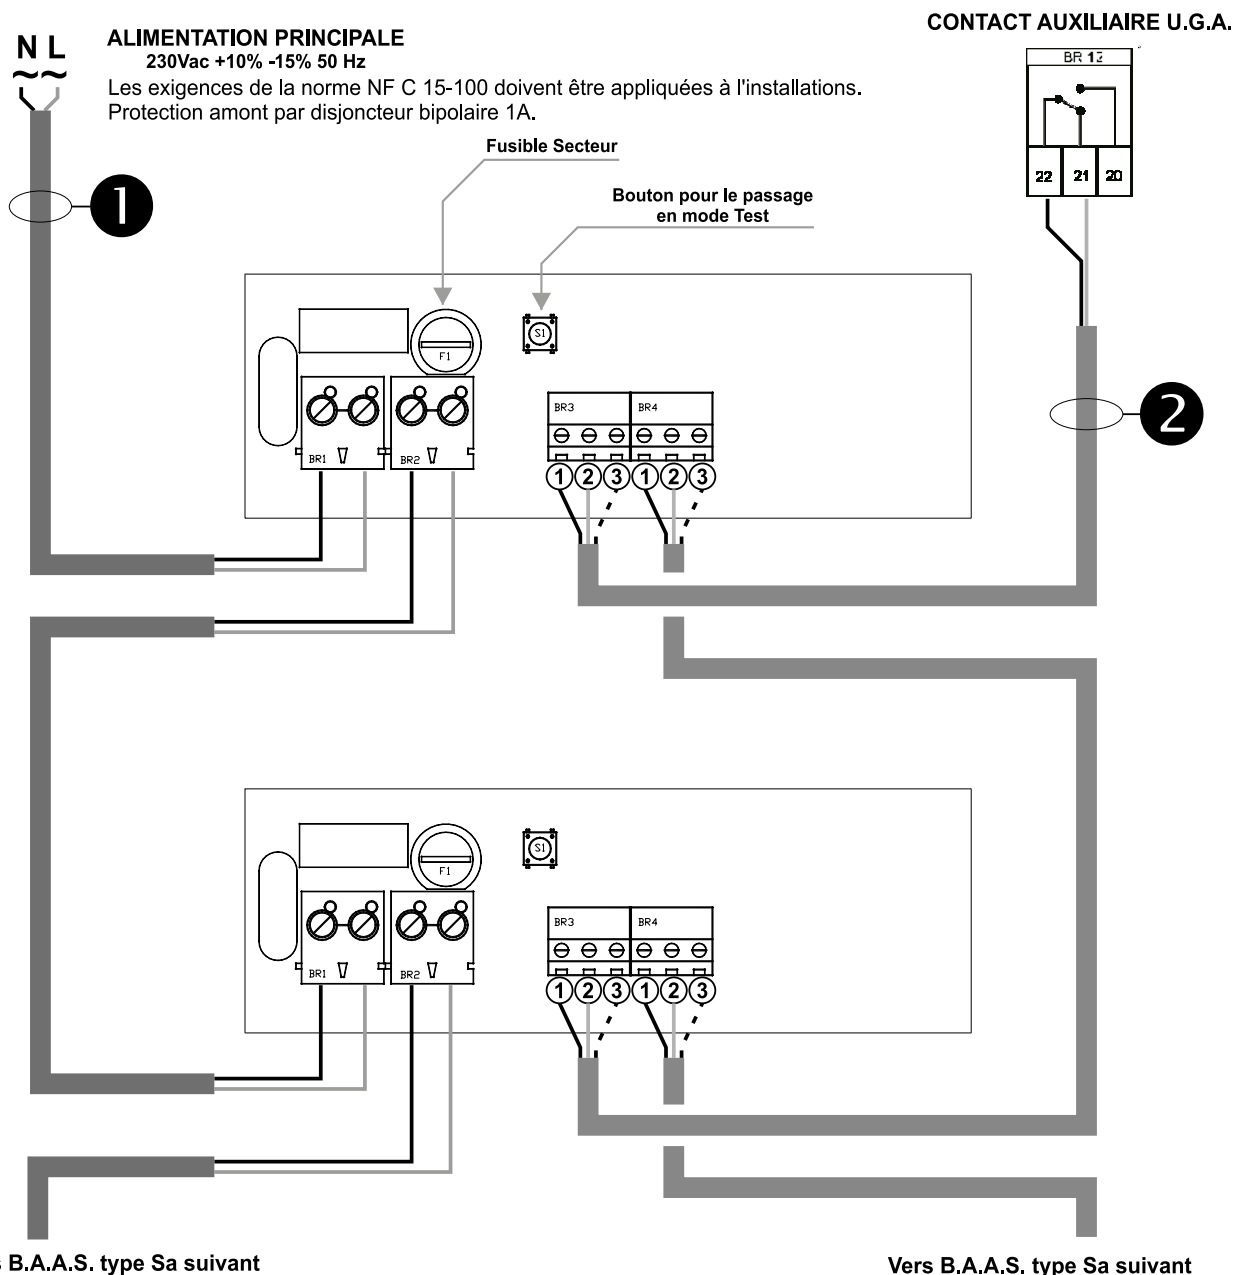 CONTACT AUXILIAIRE U.G.A.
N L
ALIMENTATION PRINCIPALE
230Vac +10% -15% 50 Hz
Les exigences de la norme NF C 15-100 doivent être appliquées à l'installations.
Protection amont par disjoncteur bipolaire 1A.
BR 12
22 21 20
Fusible Secteur
Bouton pour le passage
en mode Test
1
2
F1
S1
BR1
BR2
BR3
BR4
1 2 3 1 2 3
F1
S1
BR1
BR2
BR3
BR4
1 2 3 1 2 3
B.A.A.S. type Sa suivant
Vers B.A.A.S. type Sa suivant